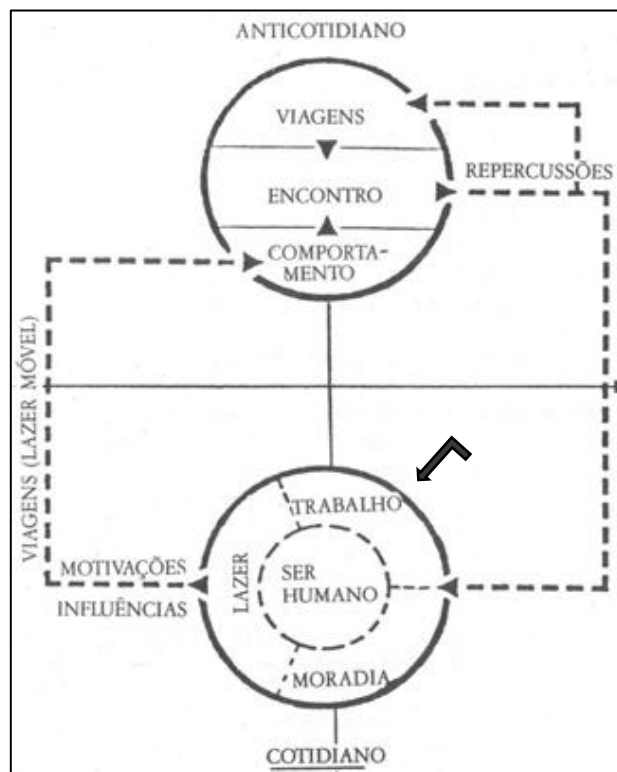 ANTICOTIDIANO
VIAGENS
REPERCUSSÕES
ENCONTRO
COMPORTA-
MENTO
VIAGENS (LAZER MÓVEL)
TRABALHO
MOTIVAÇÕES
INFLUÊNCIAS
LAZER
SER
HUMANO
MORADIA
COTIDIANO